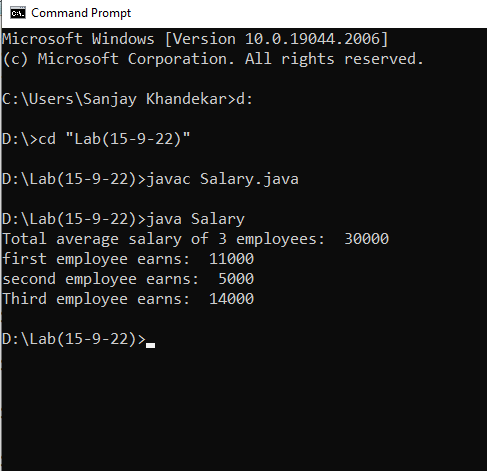 Command Prompt
Microsoft Windows [Version 10.0.19044.2006]
(c) Microsoft Corporation. All rights reserved.
C:\Users\Sanjay Khandekar>d:
D:\>cd "Lab(15-9-22)"
D:\Lab(15-9-22)>javac Salary.java
D:\Lab(15-9-22)>java Salary
Total average salary of 3 employees:  30000
first employee earns:  11000
second employee earns:  5000
Third employee earns:  14000
D:\Lab(15-9-22)>